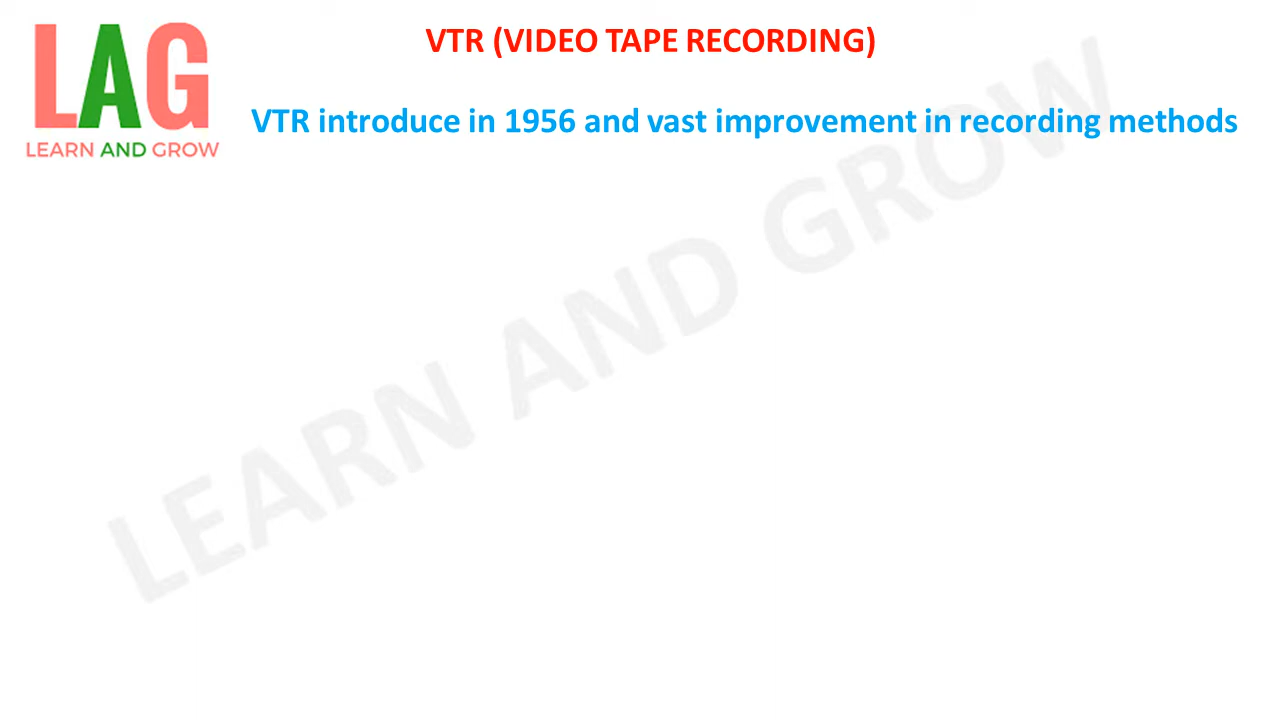 LAG
LEARN AND GROW
VTR (VIDEO TAPE RECORDING)
VTR introduce in 1956 and vast improvement in recording methods
LEARN AND GROW